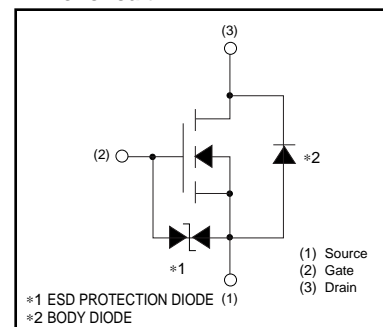 (3)
(2)
∗2
∗1
(1)
(1) Source
(2) Gate
(3) Drain
∗1 ESD PROTECTION DIODE
∗2 BODY DIODE